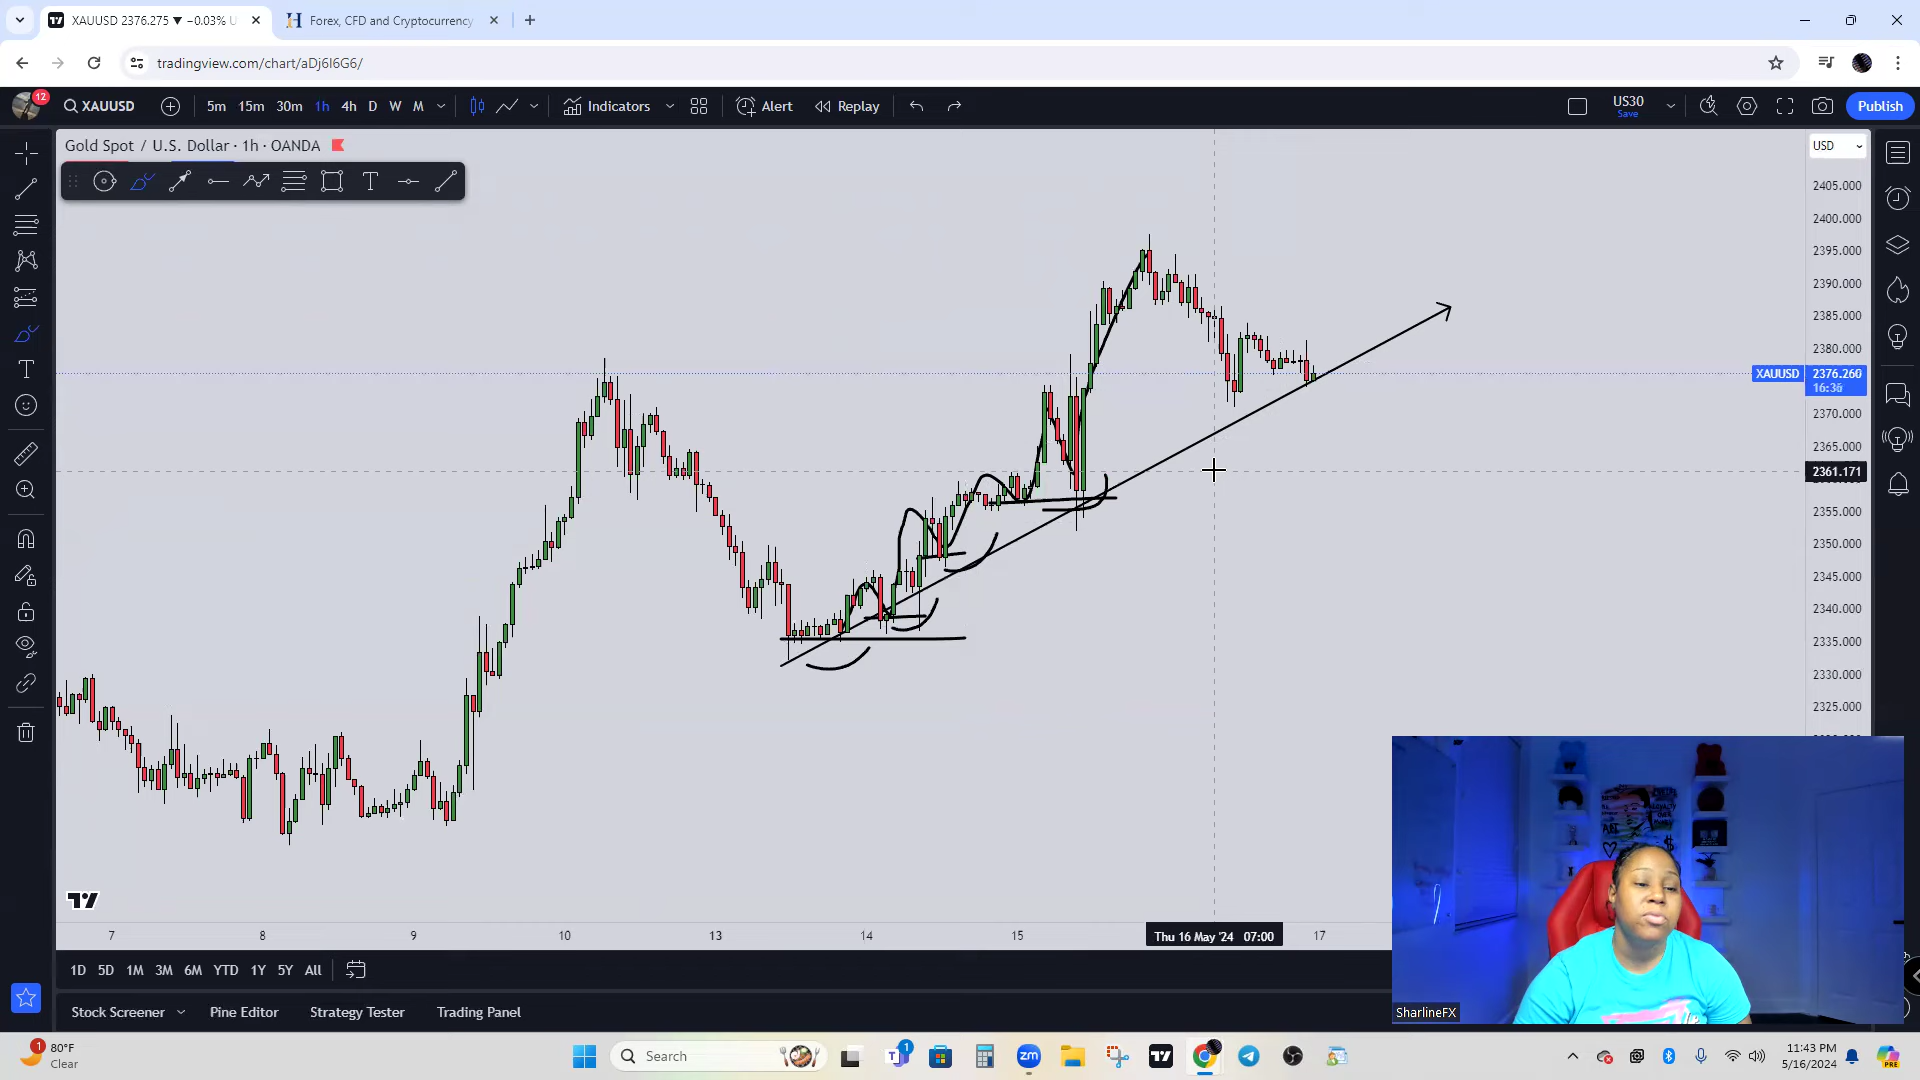 XAUUSD 2376.275 ▼ −0.03% U
Forex, CFD and Cryptocurrency
tradingview.com/chart/aDj6I6G6/
12
XAUUSD
5m 15m 30m 1h 4h D W M
Indicators
Alert
Replay
US30
Save
Publish
Gold Spot / U.S. Dollar · 1h · OANDA
USD
2405.000
2400.000
2395.000
2390.000
2385.000
2380.000
XAUUSD 2376.260
16:36
2370.000
2365.000
2361.171
2355.000
2350.000
2345.000
2340.000
2335.000
2330.000
2325.000
7 8 9 10 13 14 15 Thu 16 May '24 07:00 17
1D 5D 1M 3M 6M YTD 1Y 5Y All
Stock Screener Pine Editor Strategy Tester Trading Panel
SharlineFX
1
80°F
Clear
Search
1
zm
11:43 PM
5/16/2024
PRE